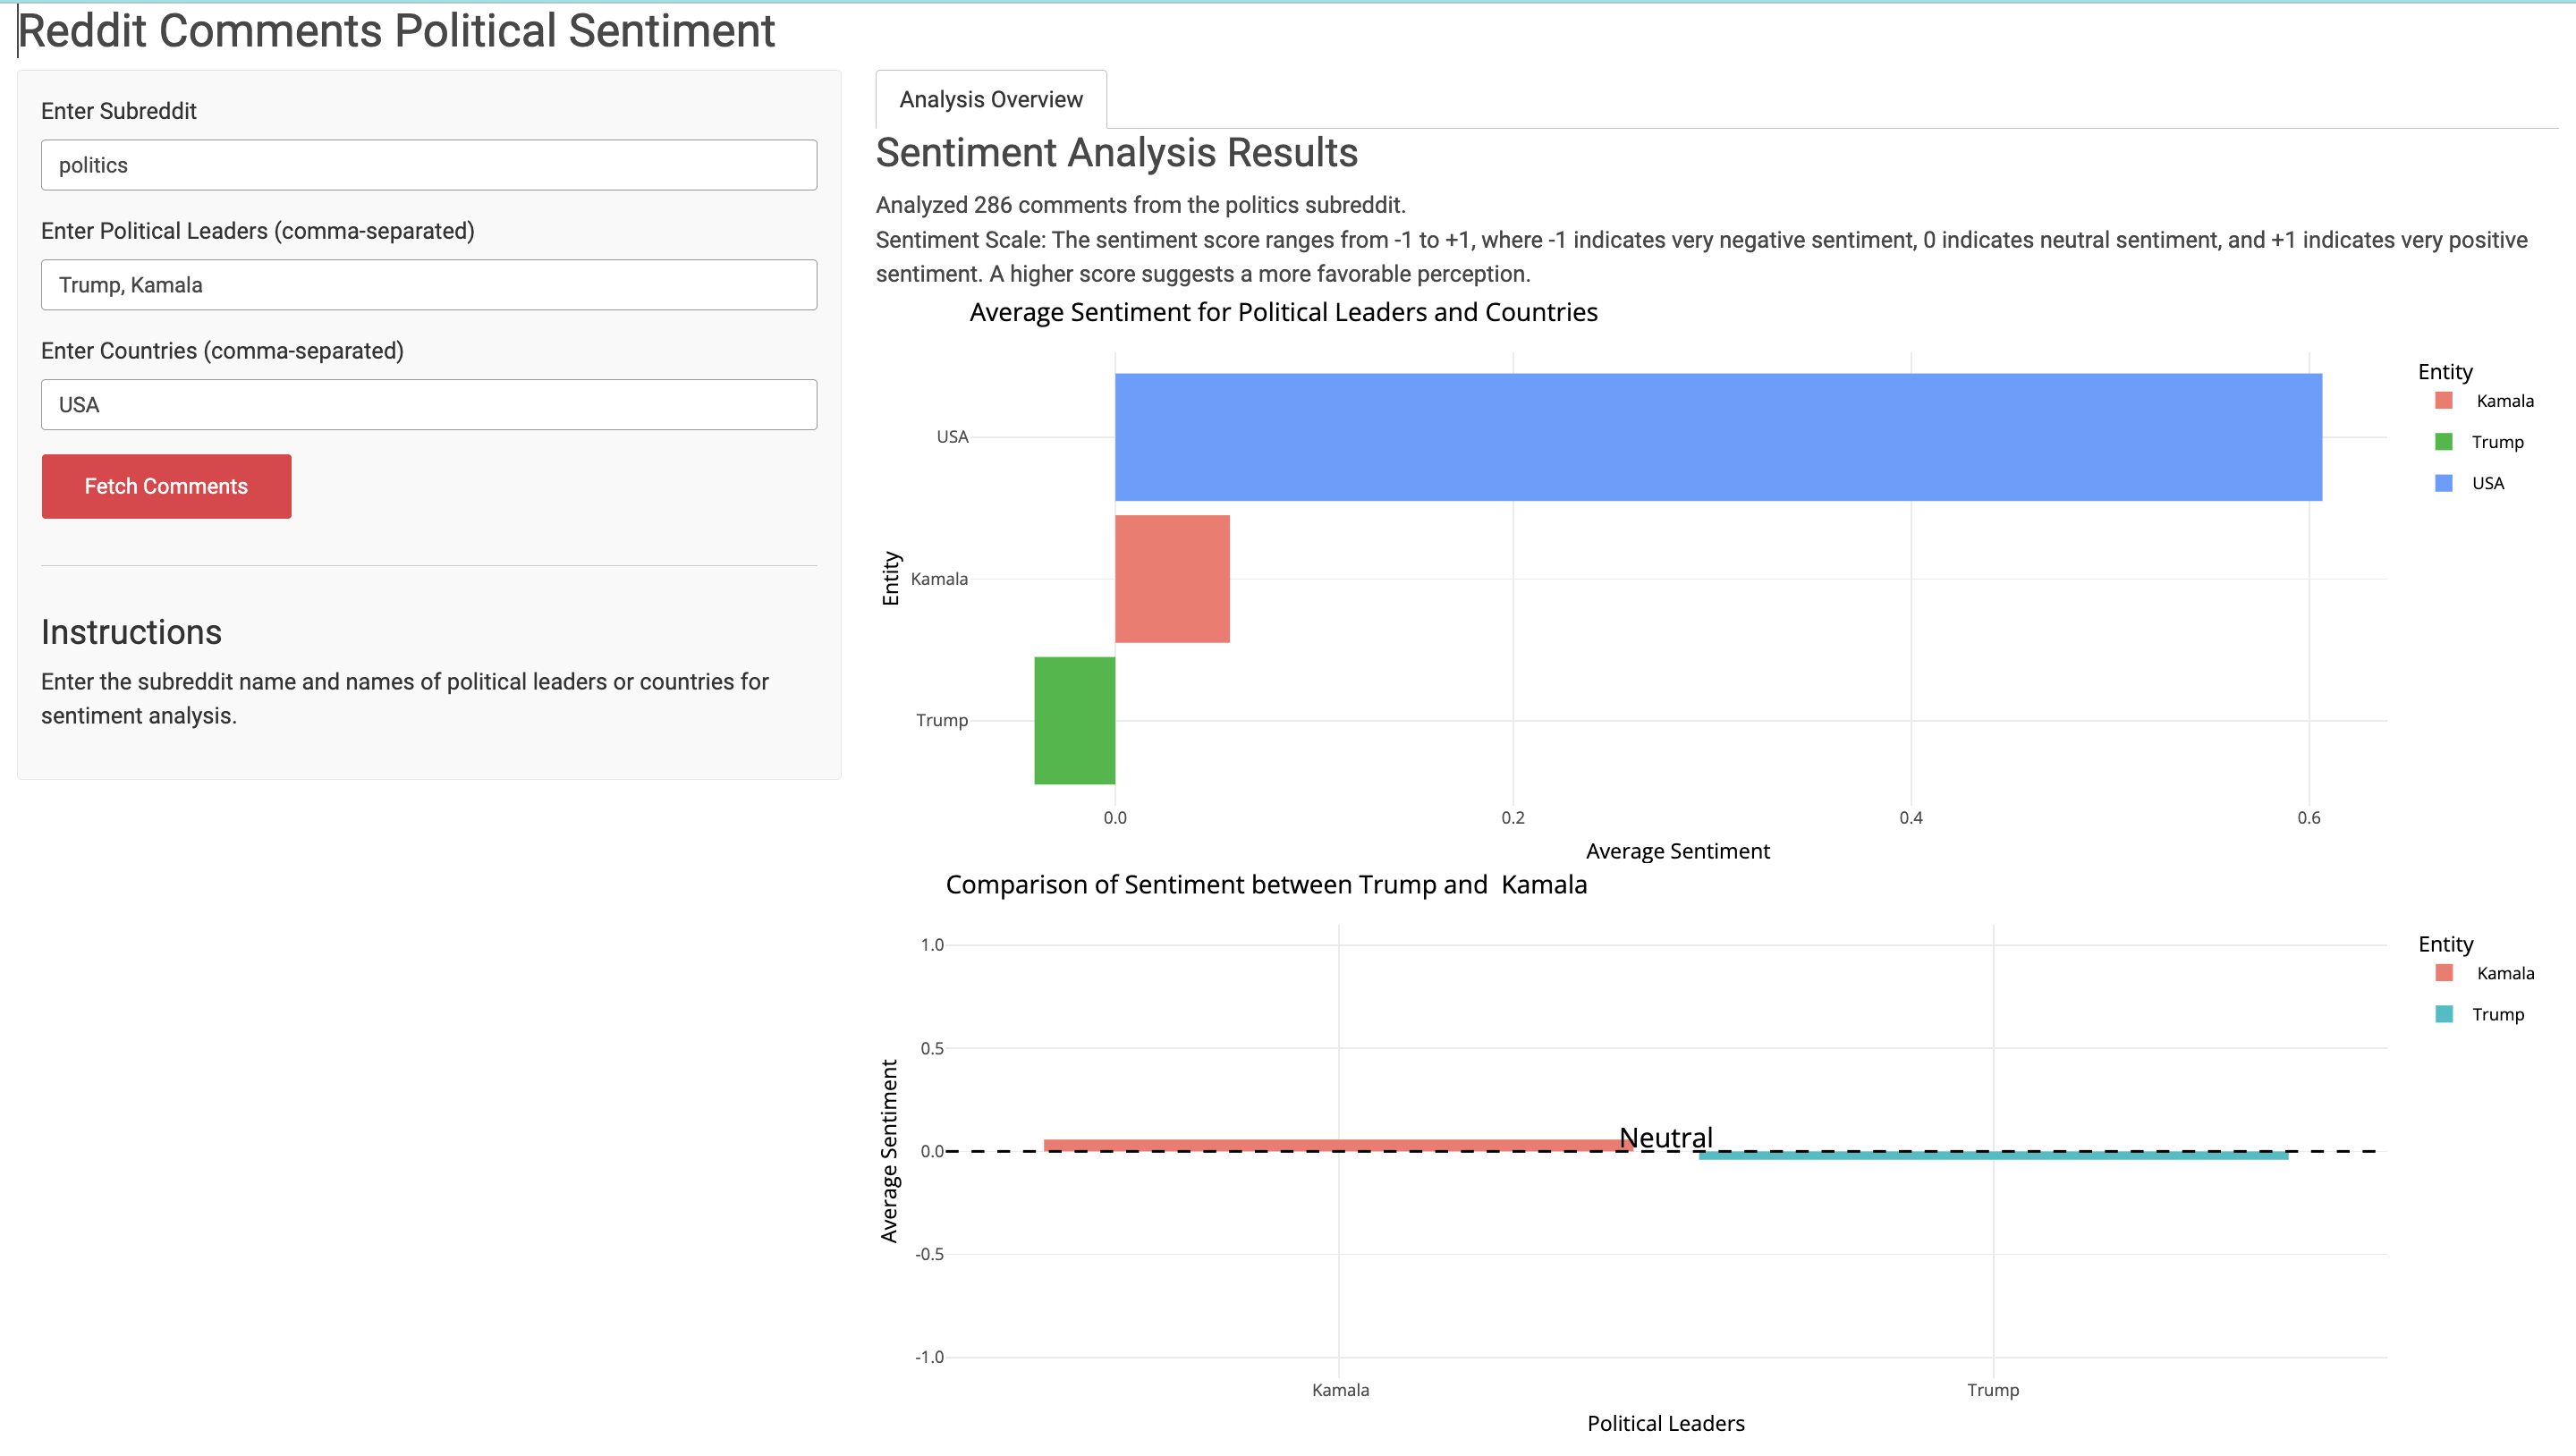 Reddit Comments Political Sentiment
Enter Subreddit
politics
Enter Political Leaders (comma-separated)
Trump, Kamala
Enter Countries (comma-separated)
USA
Fetch Comments
Instructions
Enter the subreddit name and names of political leaders or countries for
sentiment analysis.
Analysis Overview
Sentiment Analysis Results
Analyzed 286 comments from the politics subreddit.
Sentiment Scale: The sentiment score ranges from -1 to +1, where -1 indicates very negative sentiment, 0 indicates neutral sentiment, and +1 indicates very positive
sentiment. A higher score suggests a more favorable perception.
Average Sentiment for Political Leaders and Countries
Entity
USA
Kamala
Trump
0.0 0.2 0.4 0.6
Average Sentiment
Entity
Kamala
Trump
USA
Comparison of Sentiment between Trump and Kamala
Average Sentiment
1.0
0.5
0.0
-0.5
-1.0
Neutral
Kamala Trump
Political Leaders
Entity
Kamala
Trump